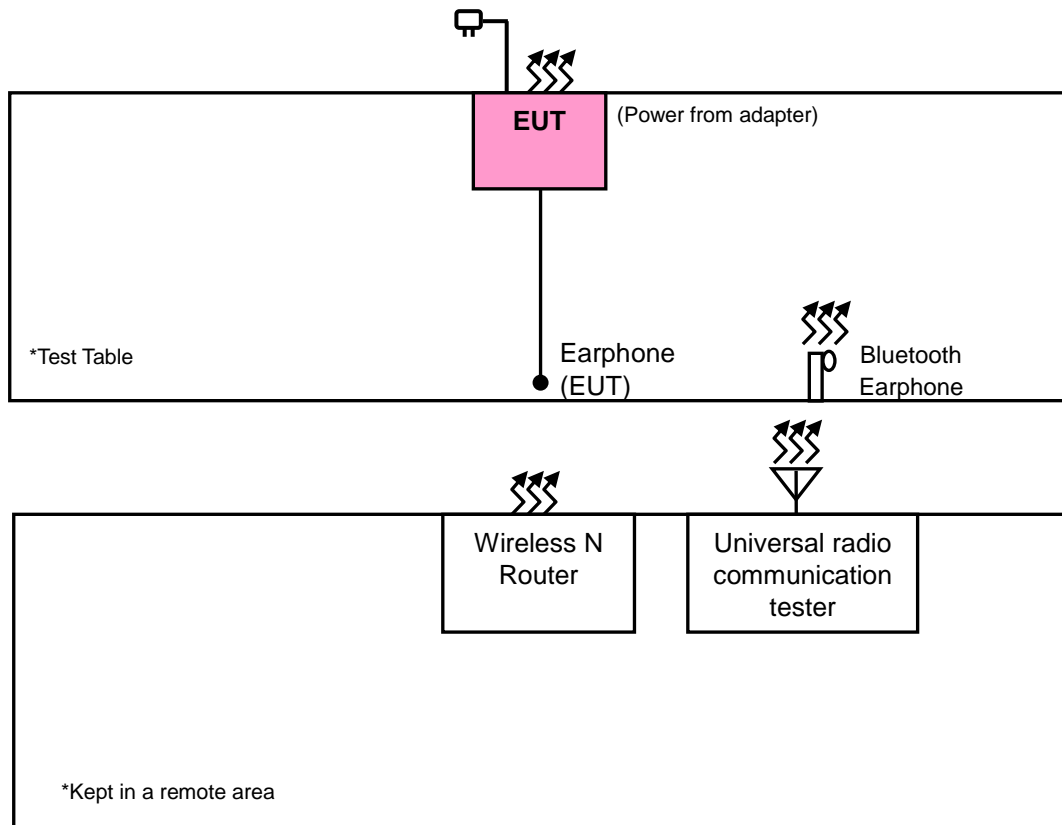 EUT
(Power from adapter)
*Test Table
Earphone
(EUT)
Bluetooth
Earphone
Wireless N
Router
Universal radio
communication
tester
*Kept in a remote area